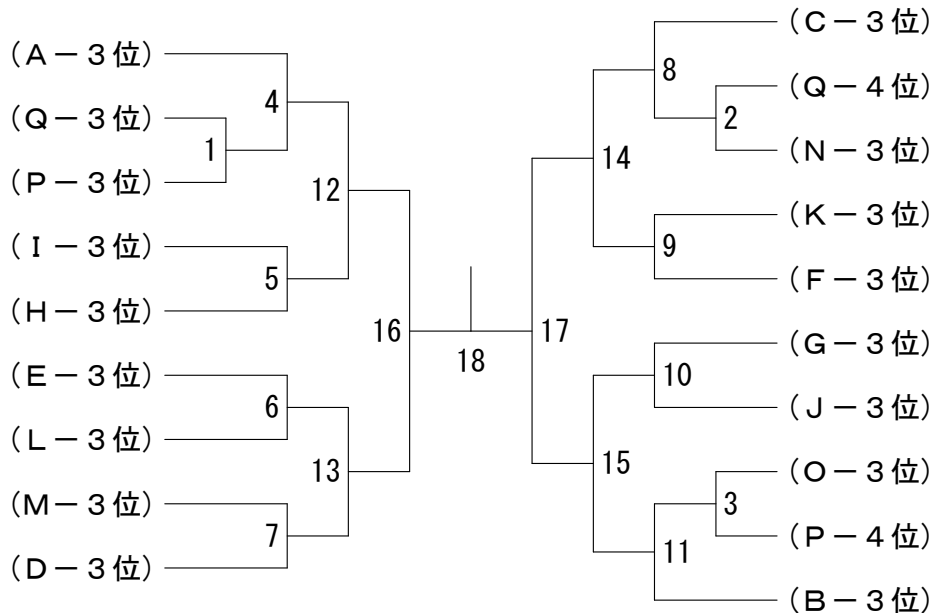 (A－3位)
(Q－3位)
(P－3位)
(I－3位)
(H－3位)
(E－3位)
(L－3位)
(M－3位)
(D－3位)
1
4
5
6
7
12
13
16
18
17
14
15
8
9
10
11
2
3
(C－3位)
(Q－4位)
(N－3位)
(K－3位)
(F－3位)
(G－3位)
(J－3位)
(O－3位)
(P－4位)
(B－3位)